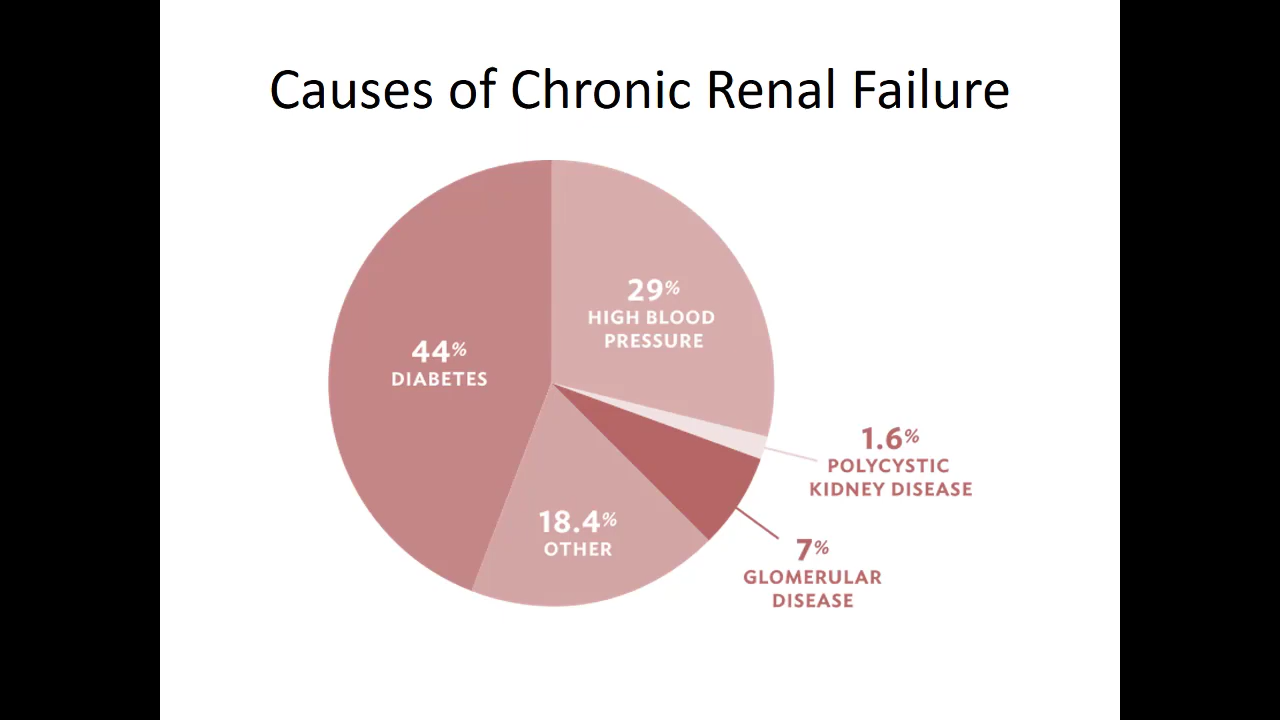 Causes of Chronic Renal Failure
29%
HIGH BLOOD
PRESSURE
44%
DIABETES
1.6%
POLYCYSTIC
KIDNEY DISEASE
18.4%
OTHER
7%
GLOMERULAR
DISEASE